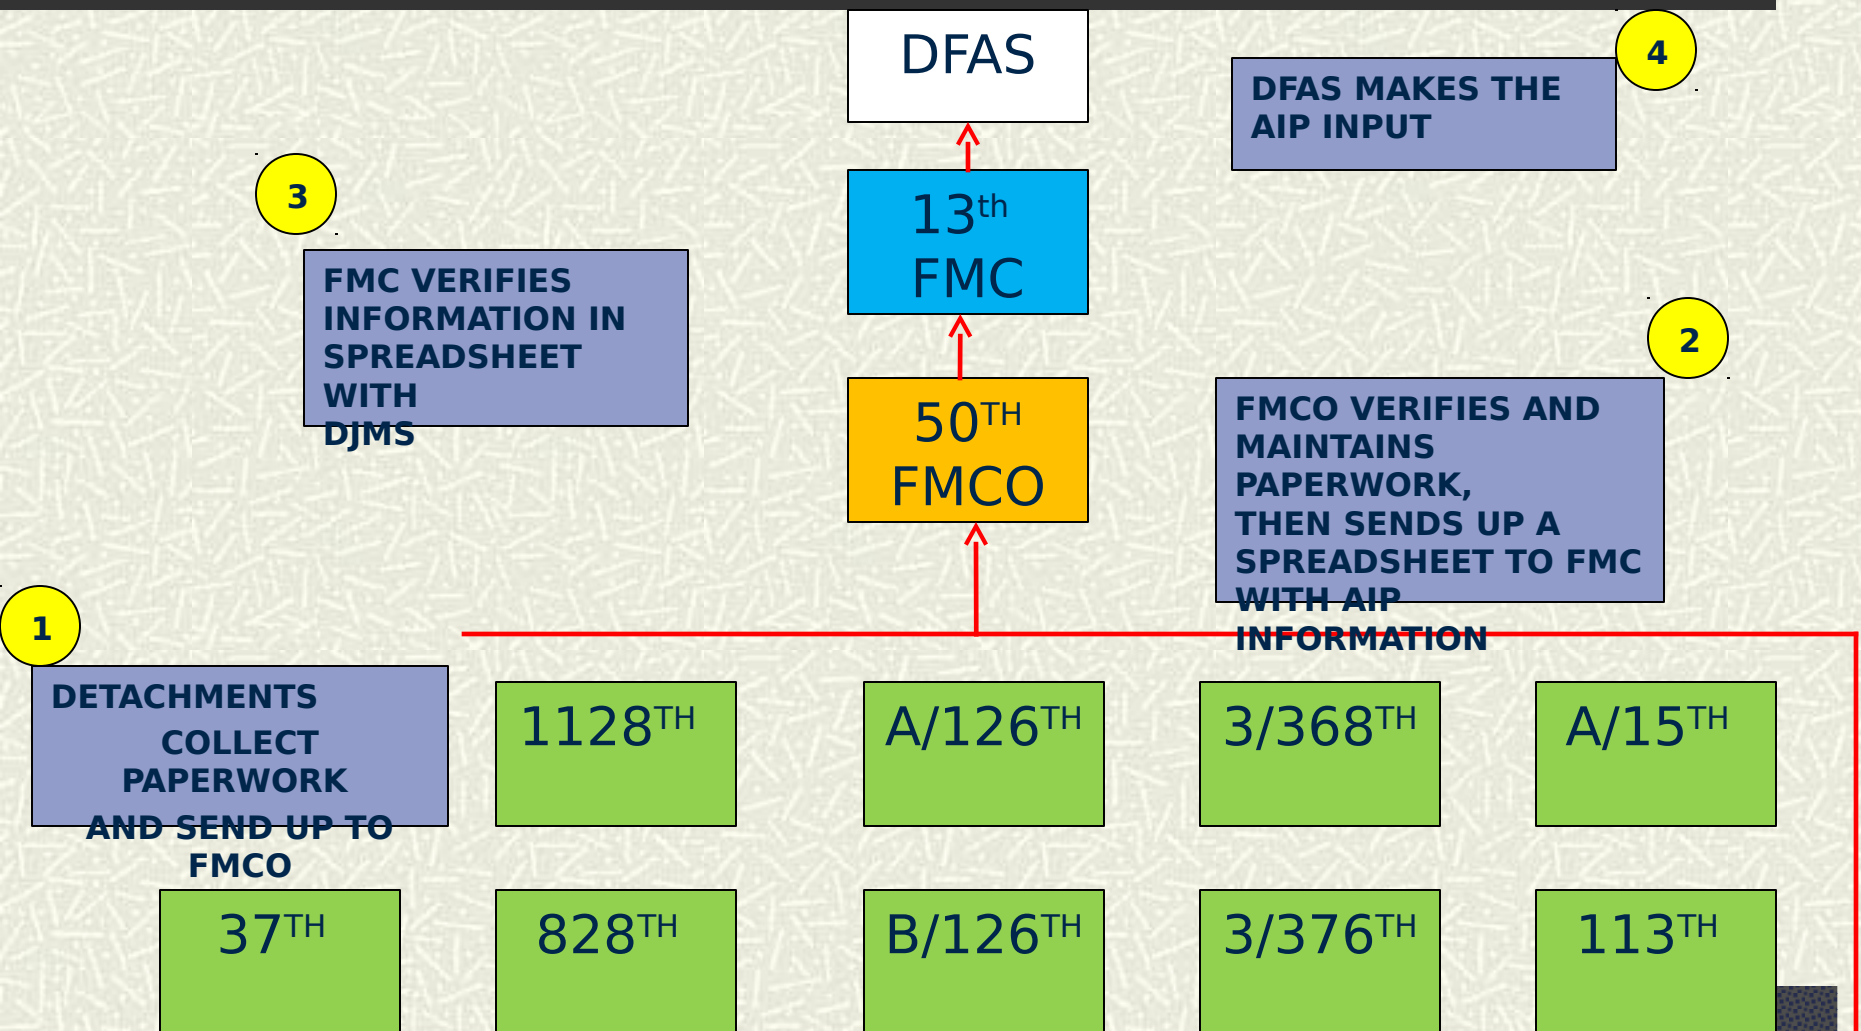 DFAS
4
DFAS MAKES THE
AIP INPUT
3
13th
FMC
FMC VERIFIES
INFORMATION IN
SPREADSHEET
WITH
DJMS
2
50TH
FMCO
FMCO VERIFIES AND
MAINTAINS
PAPERWORK,
THEN SENDS UP A
SPREADSHEET TO FMC
WITH AIP
INFORMATION
1
DETACHMENTS
COLLECT
PAPERWORK
AND SEND UP TO
FMCO
1128TH
A/126TH
3/368TH
A/15TH
37TH
828TH
B/126TH
3/376TH
113TH